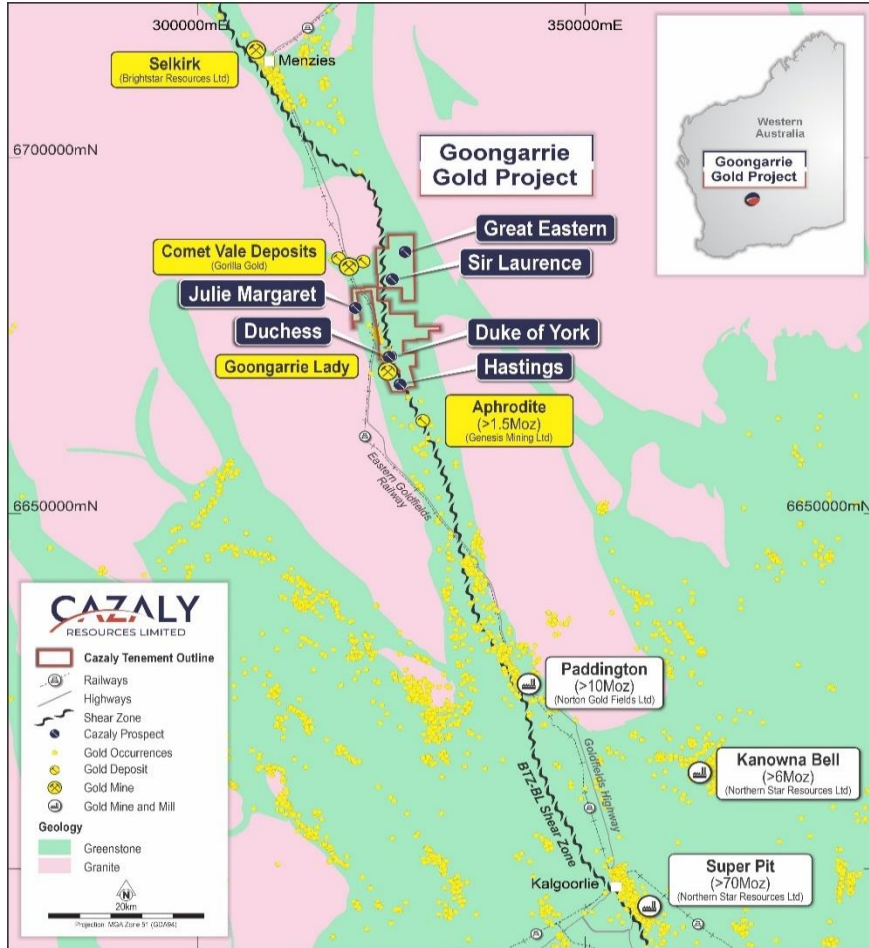 300000mE
350000mE
Selkirk
(Brightstar Resources Ltd)
Menzies
Western
Australia
Goongarrie
Gold Project
6700000mN
Goongarrie
Gold Project
Great Eastern
Comet Vale Deposits
(Gorilla Gold)
Sir Laurence
Julie Margaret
Duchess
Duke of York
Goongarrie Lady
Hastings
Aphrodite
(>1.5Moz)
(Genesis Mining Ltd)
Eastern Goldfields
Railway
6650000mN
6650000mN
CAZALY
RESOURCES LIMITED
Cazaly Tenement Outline
Railways
Highways
Shear Zone
Cazaly Prospect
Gold Occurrences
Gold Deposit
Gold Mine
Gold Mine and Mill
Geology
Greenstone
Granite
N
20km
Projection: MGA Zone 51 (GDA94)
Paddington
(>10Moz)
(Norton Gold Fields Ltd)
Goldfields Highway
Kanowna Bell
(>6Moz)
(Northern Star Resources Ltd)
BTZ-BL Shear Zone
Super Pit
(>70Moz)
(Northern Star Resources Ltd)
Kalgoorlie